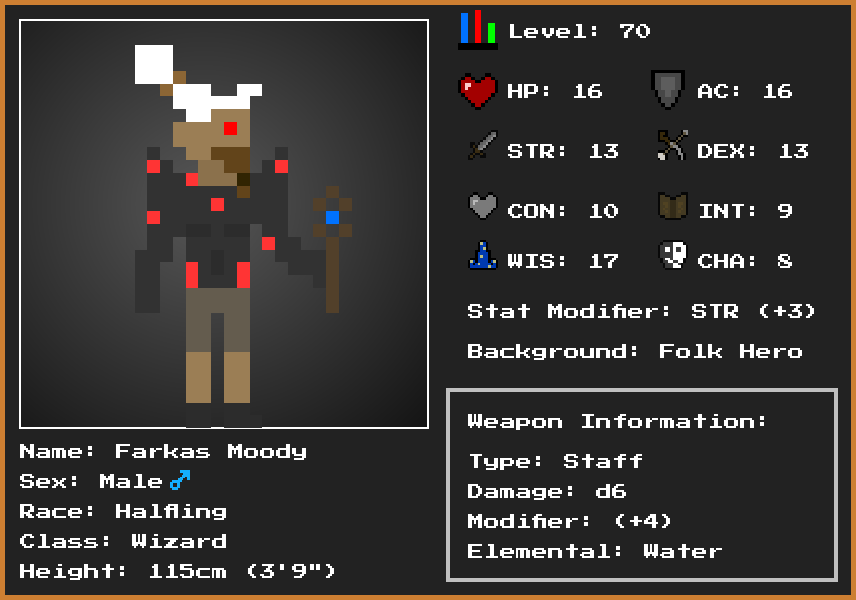 Level: 70
HP: 16
AC: 16
STR: 13
DEX: 13
CON: 10
INT: 9
WIS: 17
CHA: 8
Stat Modifier: STR (+3)
Background: Folk Hero
Weapon Information:
Type: Staff
Damage: d6
Modifier: (+4)
Elemental: Water
Name: Farkas Moody
Sex: Male♂
Race: Halfling
Class: Wizard
Height: 115cm (3'9")